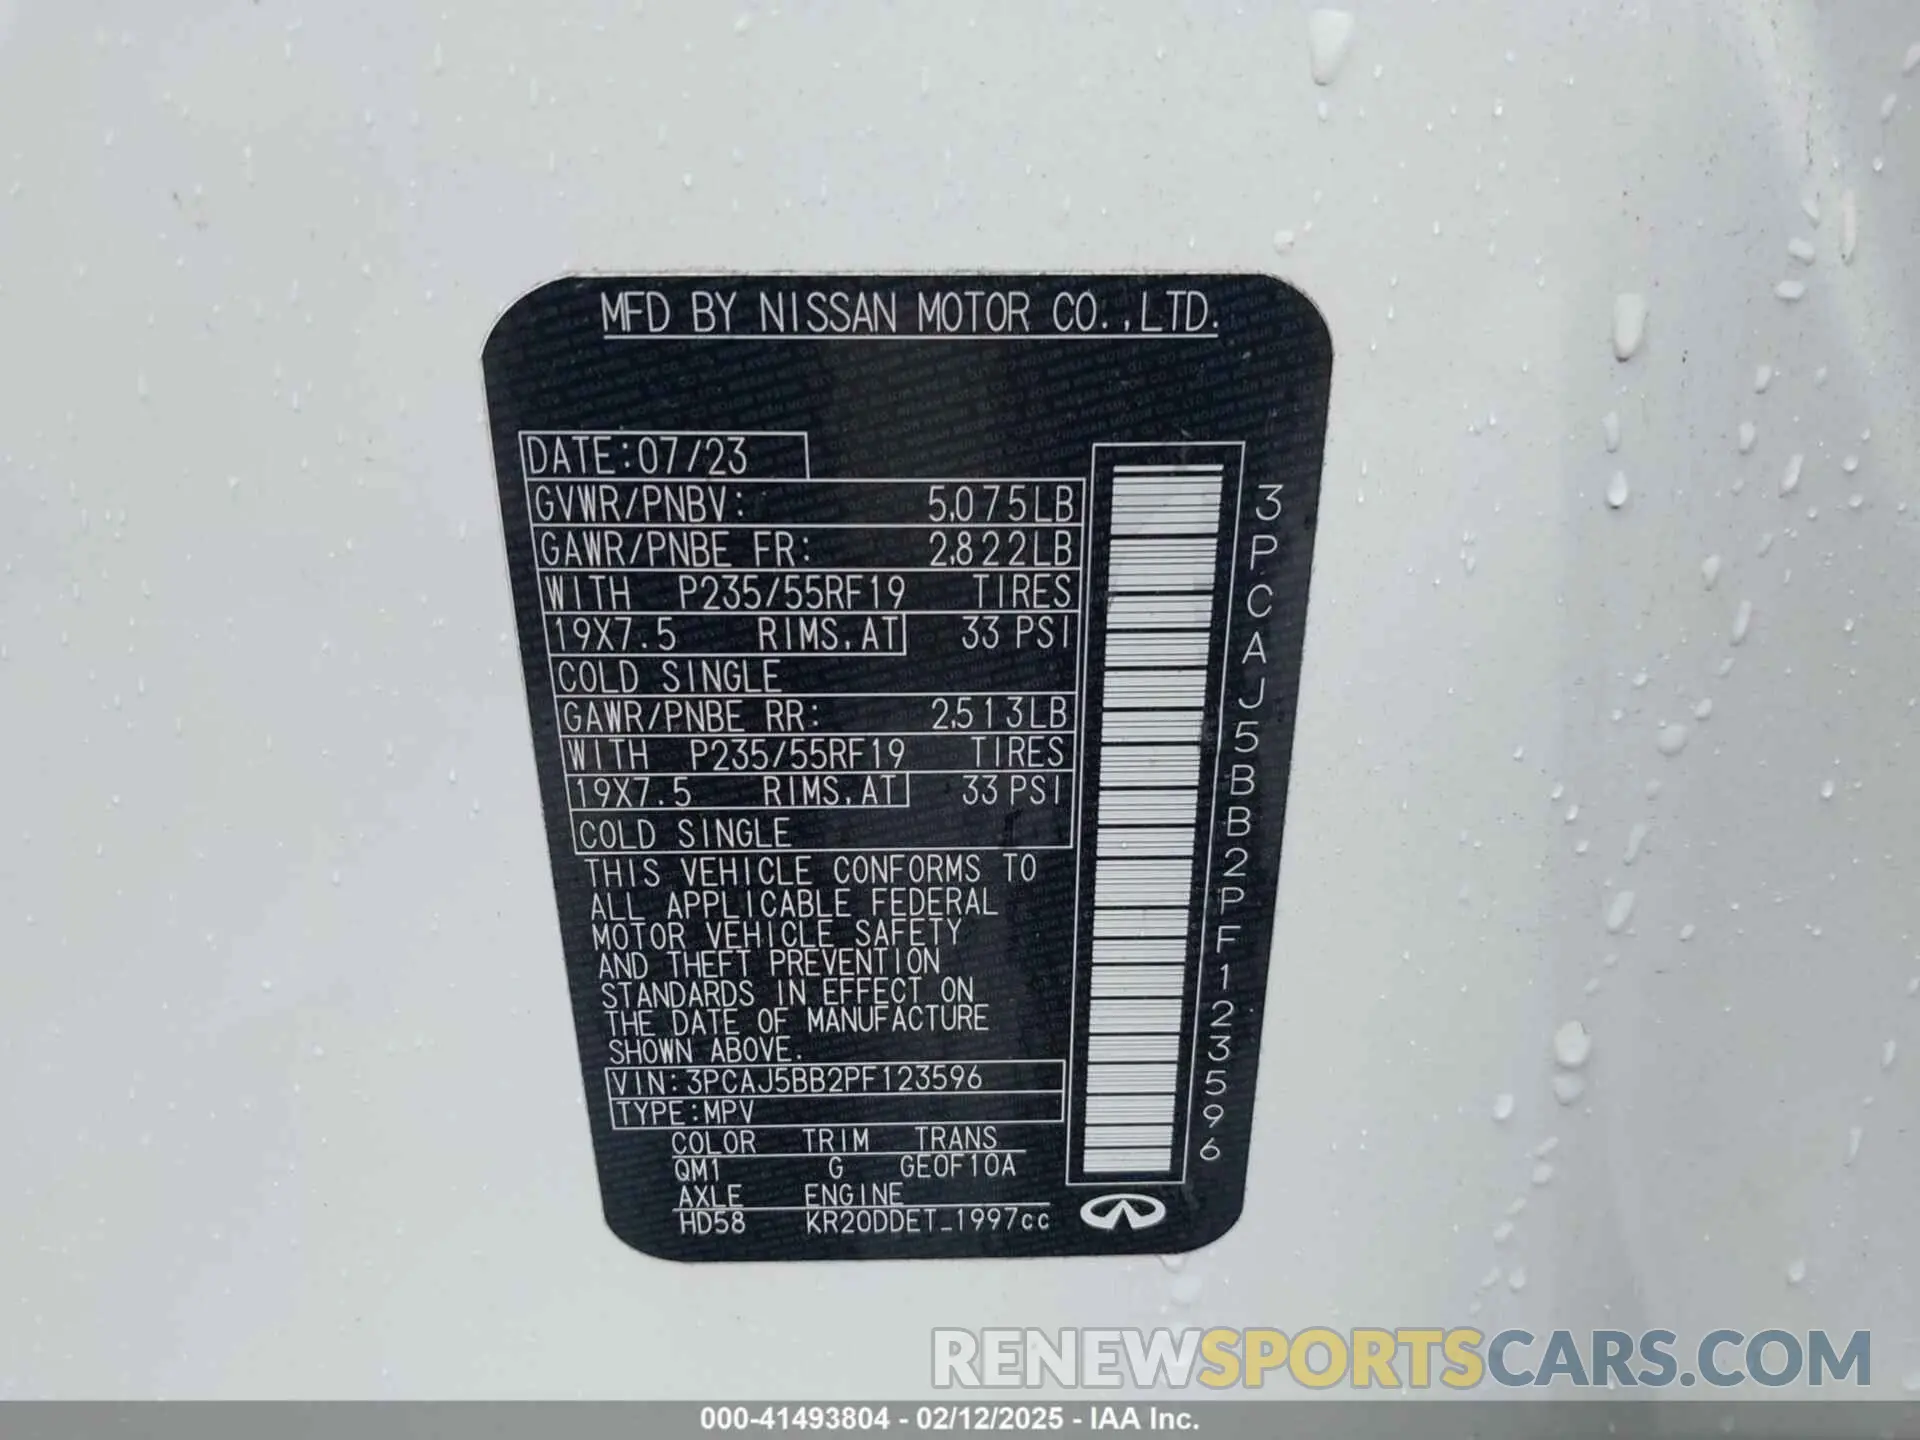 MFD BY NISSAN MOTOR CO.,LTD.
DATE:07/23
GVWR/PNBV: 5,075LB
GAWR/PNBE FR: 2,822LB
WITH P235/55RF19 TIRES
19X7.5 RIMS,AT 33 PSI
COLD SINGLE
GAWR/PNBE RR: 2,513LB
WITH P235/55RF19 TIRES
19X7.5 RIMS,AT 33 PSI
COLD SINGLE
THIS VEHICLE CONFORMS TO
ALL APPLICABLE FEDERAL
MOTOR VEHICLE SAFETY
AND THEFT PREVENTION
STANDARDS IN EFFECT ON
THE DATE OF MANUFACTURE
SHOWN ABOVE.
VIN:3PCAJ5BB2PF123596
TYPE:MPV
COLOR TRIM TRANS
QM1 G GE0F10A
AXLE ENGINE
HD58 KR20DDET_1997cc
3PCAJ5BB2PF123596
RENEWSPORTSCARS.COM
000-41493804 - 02/12/2025 - IAA Inc.